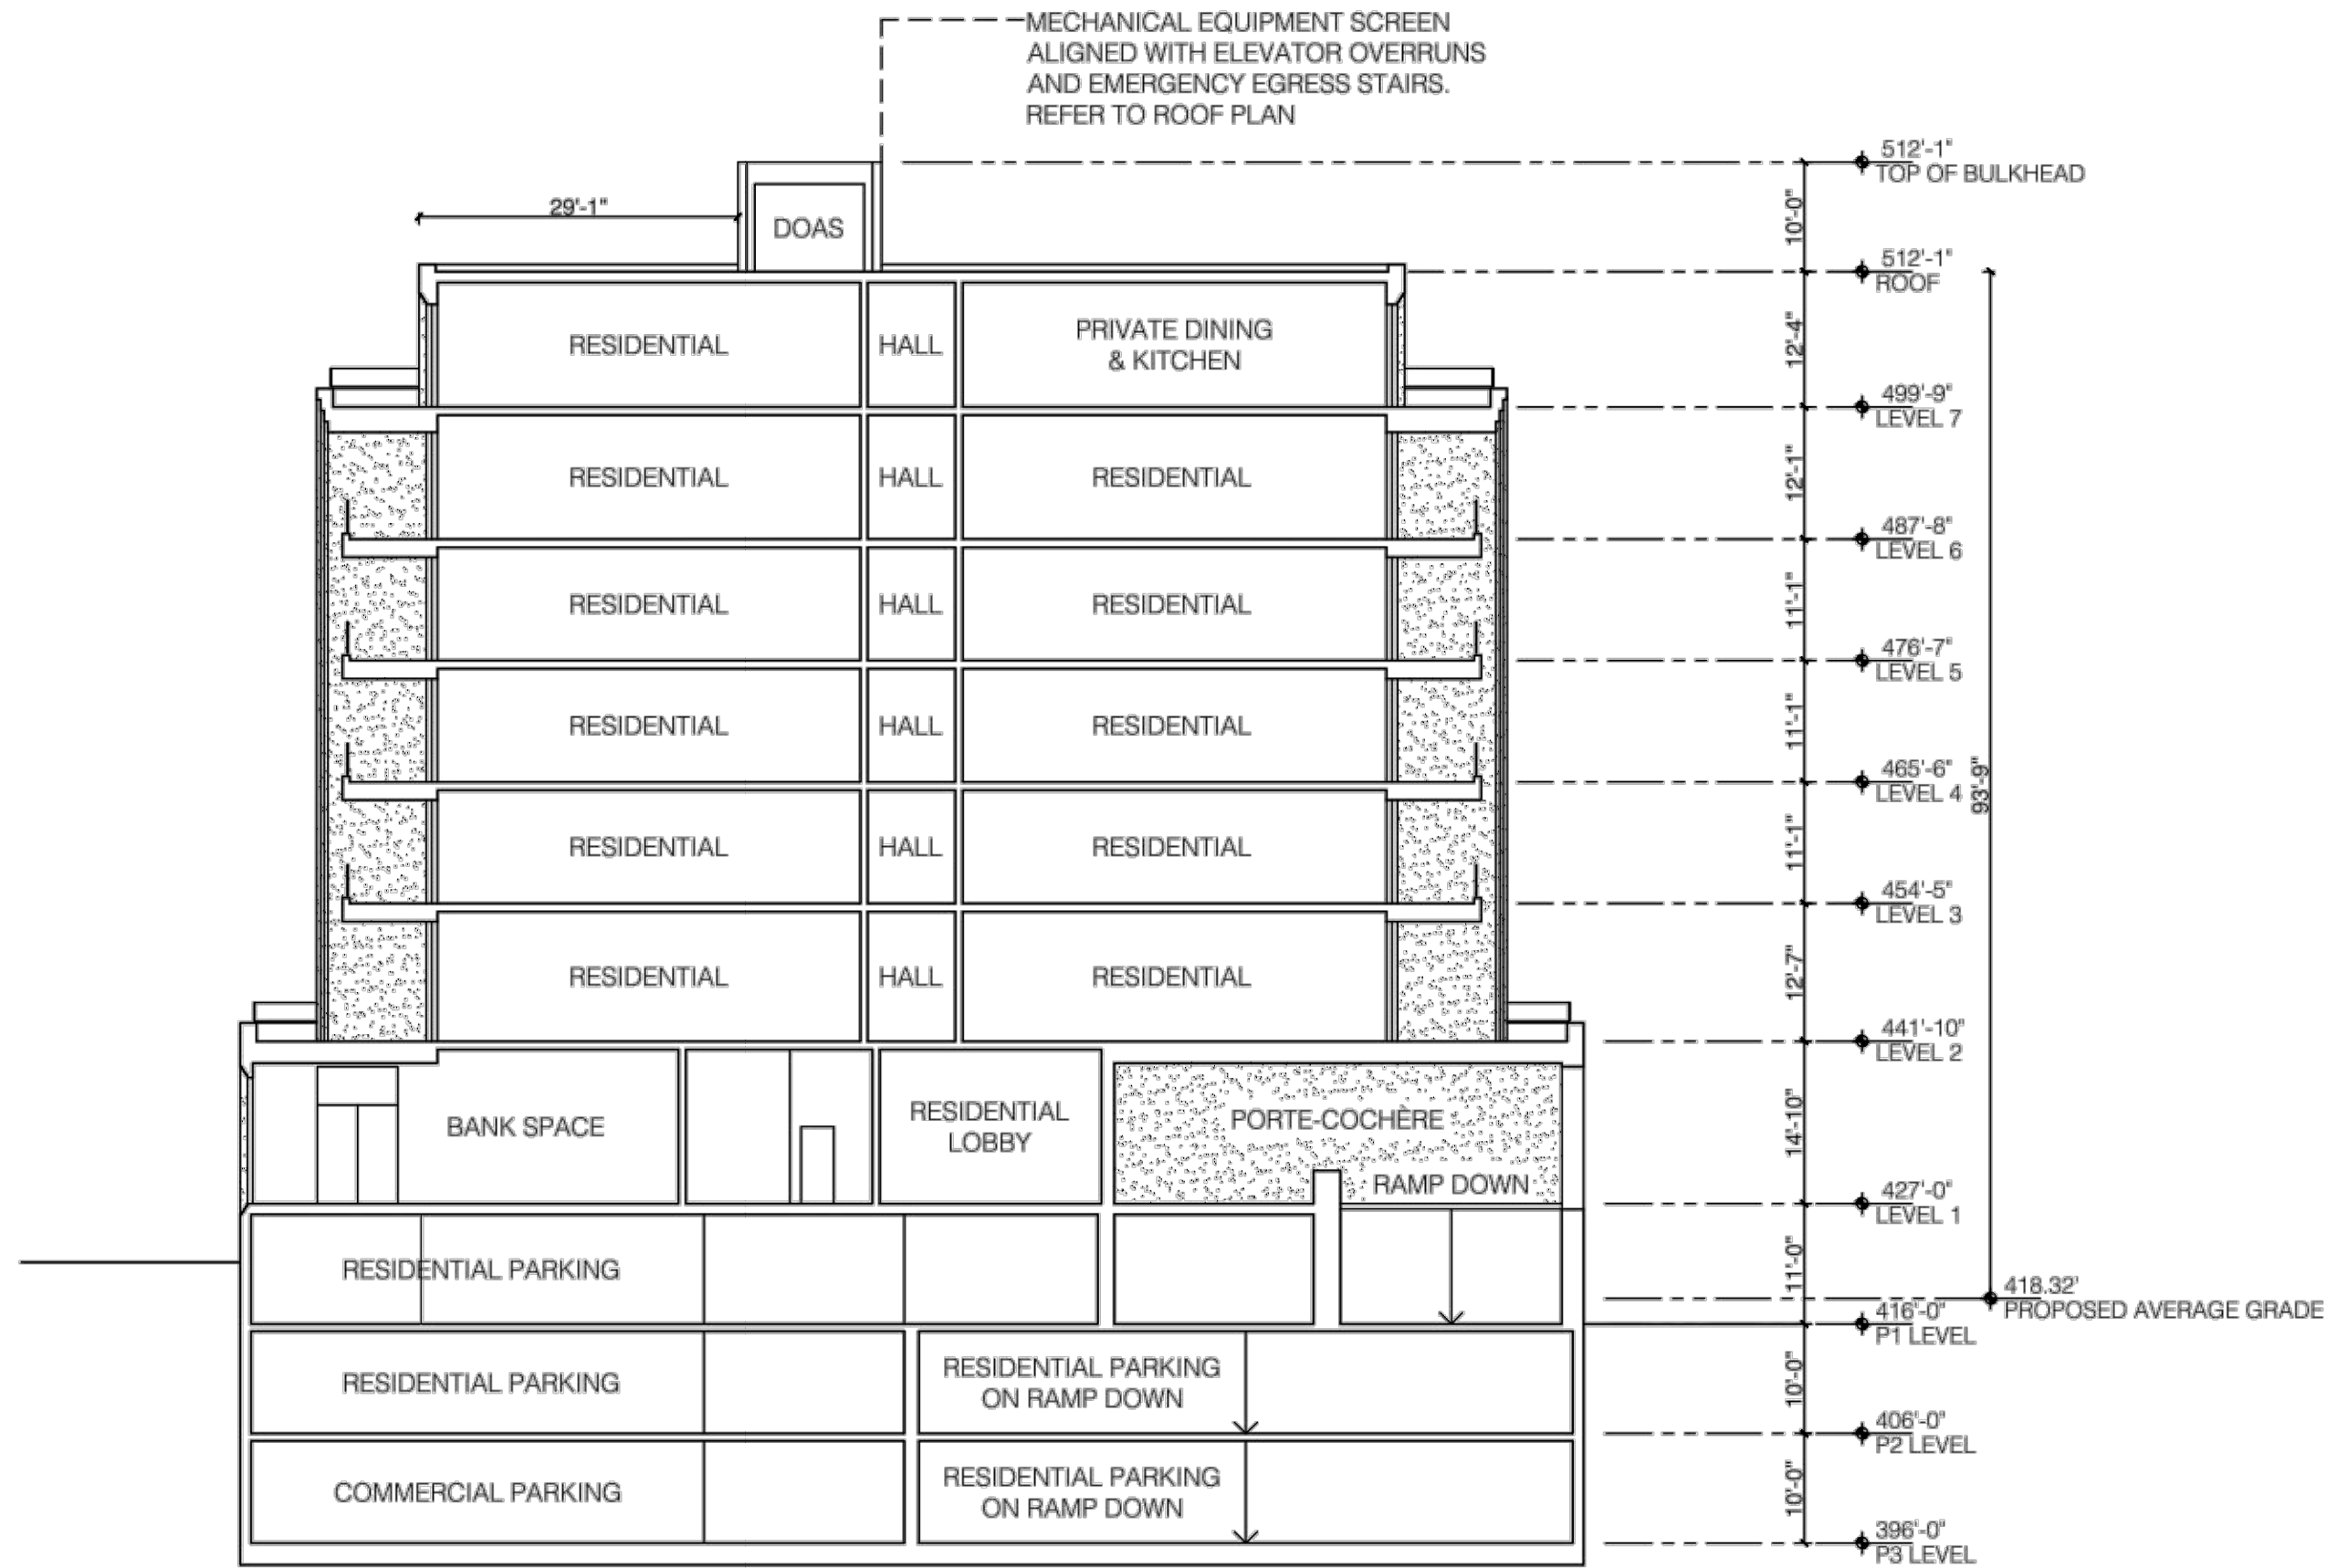 MECHANICAL EQUIPMENT SCREEN
ALIGNED WITH ELEVATOR OVERRUNS
AND EMERGENCY EGRESS STAIRS.
REFER TO ROOF PLAN
512'-1"
TOP OF BULKHEAD
29'-1"
DOAS
10'-0"
512'-1"
ROOF
RESIDENTIAL
HALL
PRIVATE DINING
& KITCHEN
12'-4"
499'-9"
LEVEL 7
RESIDENTIAL
HALL
RESIDENTIAL
12'-1"
487'-8"
LEVEL 6
RESIDENTIAL
HALL
RESIDENTIAL
11'-1"
476'-7"
LEVEL 5
RESIDENTIAL
HALL
RESIDENTIAL
11'-1"
465'-6"
LEVEL 4
93'-9"
RESIDENTIAL
HALL
RESIDENTIAL
11'-1"
454'-5"
LEVEL 3
RESIDENTIAL
HALL
RESIDENTIAL
12'-7"
441'-10"
LEVEL 2
BANK SPACE
RESIDENTIAL
LOBBY
PORTE-COCHÈRE
RAMP DOWN
14'-10"
427'-0"
LEVEL 1
RESIDENTIAL PARKING
11'-0"
418.32'
PROPOSED AVERAGE GRADE
416'-0"
P1 LEVEL
RESIDENTIAL PARKING
RESIDENTIAL PARKING
ON RAMP DOWN
10'-0"
406'-0"
P2 LEVEL
COMMERCIAL PARKING
RESIDENTIAL PARKING
ON RAMP DOWN
10'-0"
396'-0"
P3 LEVEL